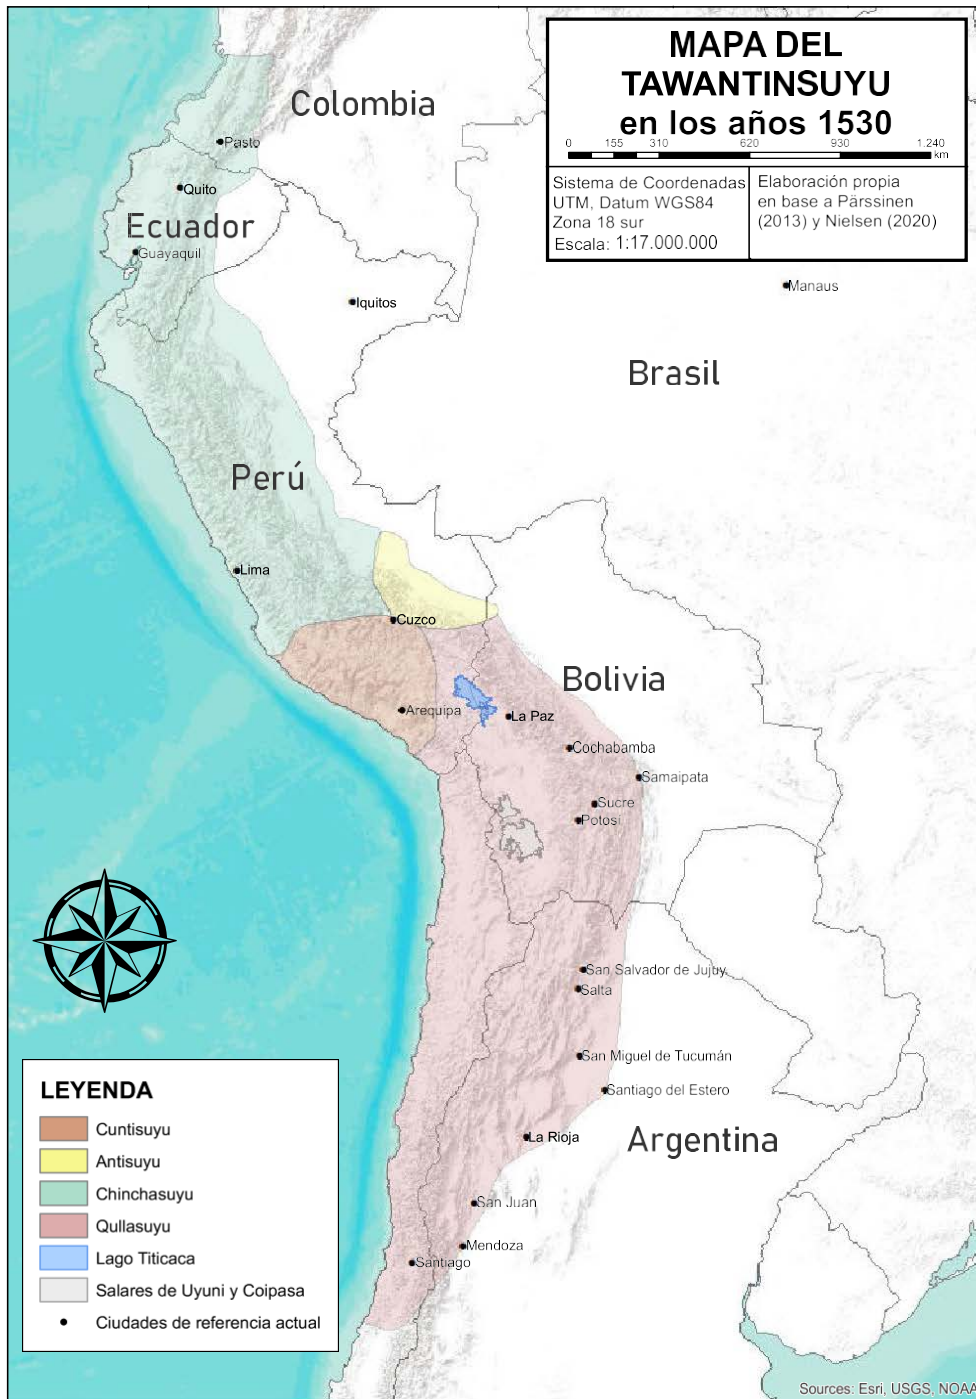 MAPA DEL
TAWANTINSUYU
en los años 1530
0 155 310 620 930 1.240
km
Sistema de Coordenadas
UTM, Datum WGS84
Zona 18 sur
Escala: 1:17.000.000
Elaboración propia
en base a Pärssinen
(2013) y Nielsen (2020)
Colombia
Pasto
Quito
Ecuador
Guayaquil
Iquitos
Manaus
Brasil
Perú
Lima
Cuzco
Bolivia
Arequipa
La Paz
Cochabamba
Samaipata
Sucre
Potosi
San Salvador de Jujuy
Salta
San Miguel de Tucumán
Santiago del Estero
La Rioja
Argentina
San Juan
Mendoza
Santiago
LEYENDA
Cuntisuyu
Antisuyu
Chinchasuyu
Qullasuyu
Lago Titicaca
Salares de Uyuni y Coipasa
Ciudades de referencia actual
Sources: Esri, USGS, NOAA